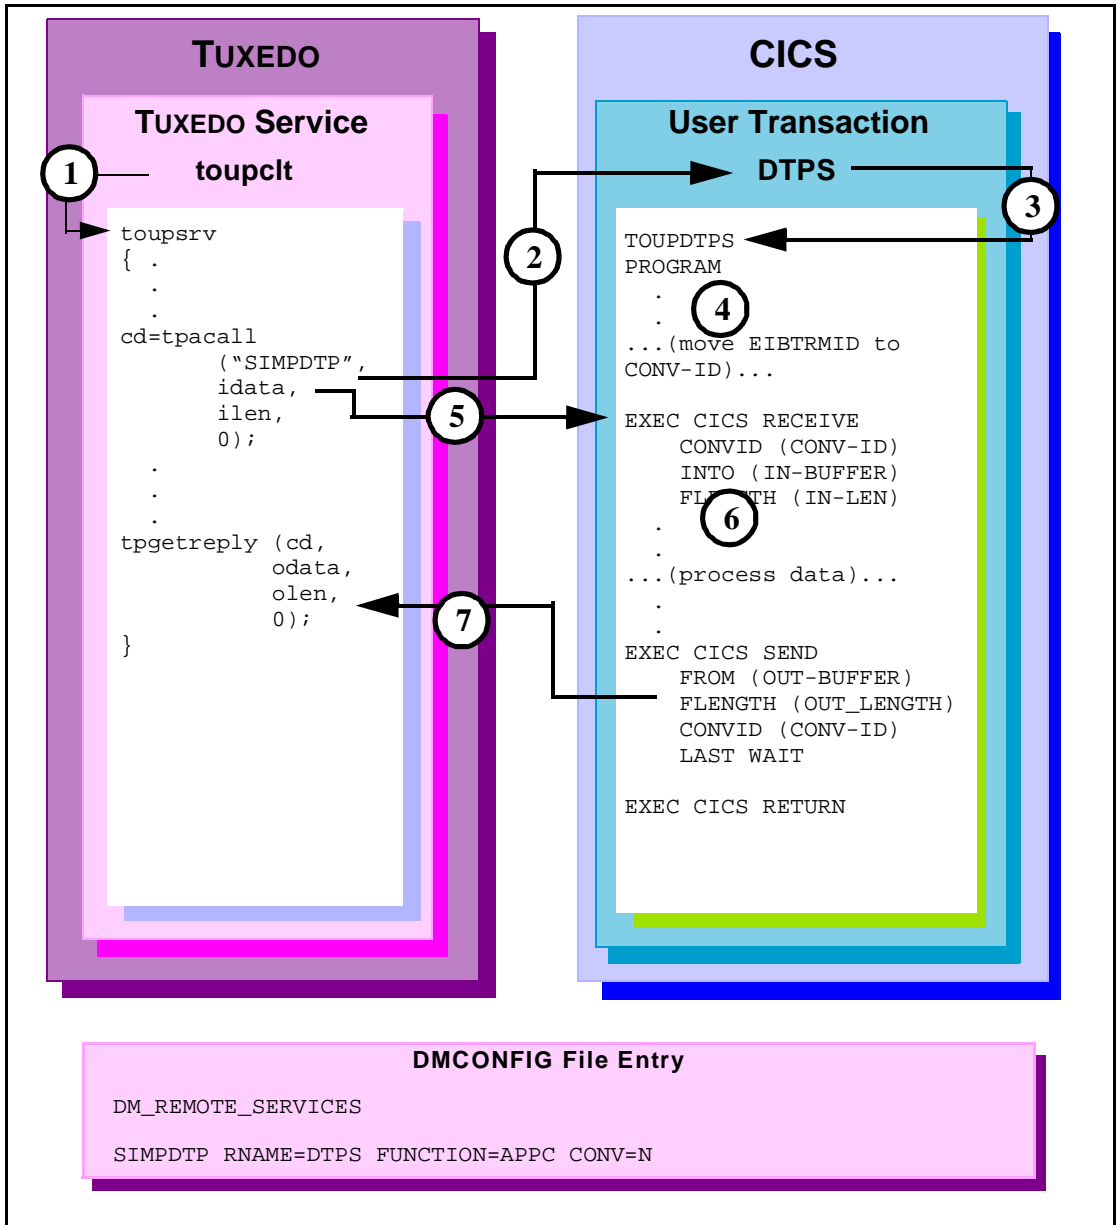 TUXEDO
TUXEDO Service
toupclt
1
toupsrv
{ .
.
.
cd=tpacall
(“SIMPDTP”,
idata,
ilen,
0);
.
.
.
tpgetreply (cd,
odata,
olen,
0);
}
2
5
7
CICS
User Transaction
DTPS
3
TOUPDTPS
PROGRAM
.
.
4
...(move EIBTRMID to
CONV-ID)...
EXEC CICS RECEIVE
CONVID (CONV-ID)
INTO (IN-BUFFER)
(IN-LEN)
6
.
.
...(process data)...
.
.
EXEC CICS SEND
FROM (OUT-BUFFER)
FLENGTH (OUT_LENGTH)
CONVID (CONV-ID)
LAST WAIT
EXEC CICS RETURN
DMCONFIG File Entry
DM_REMOTE_SERVICES
SIMPDTP RNAME=DTPS FUNCTION=APPC CONV=N